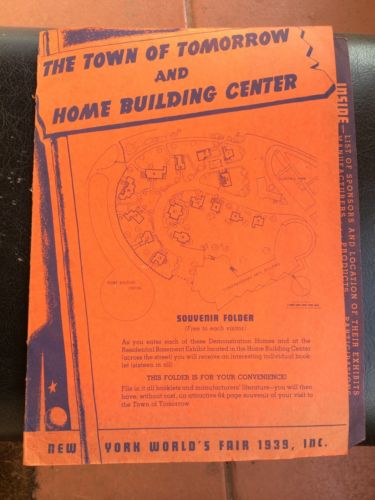 THE TOWN OF TOMORROW
AND
HOME BUILDING CENTER
SOUVENIR FOLDER
(Free to each visitor)
As you enter each of these Demonstration Homes and at the
Residential Basement Exhibit located in the Home Building Center
(across the street) you will receive an interesting individual book-
let (sixteen in all).
THIS FOLDER IS FOR YOUR CONVENIENCE!
File in it all booklets and manufacturers' literature—you will then
have, without cost, an attractive 64 page souvenir of your visit to
the Town of Tomorrow.
NEW YORK WORLD'S FAIR 1939, INC.
INSIDE—LIST OF SPONSORS AND LOCATION OF THEIR EXHIBITS
MANUFACTURERS PRODUCTS